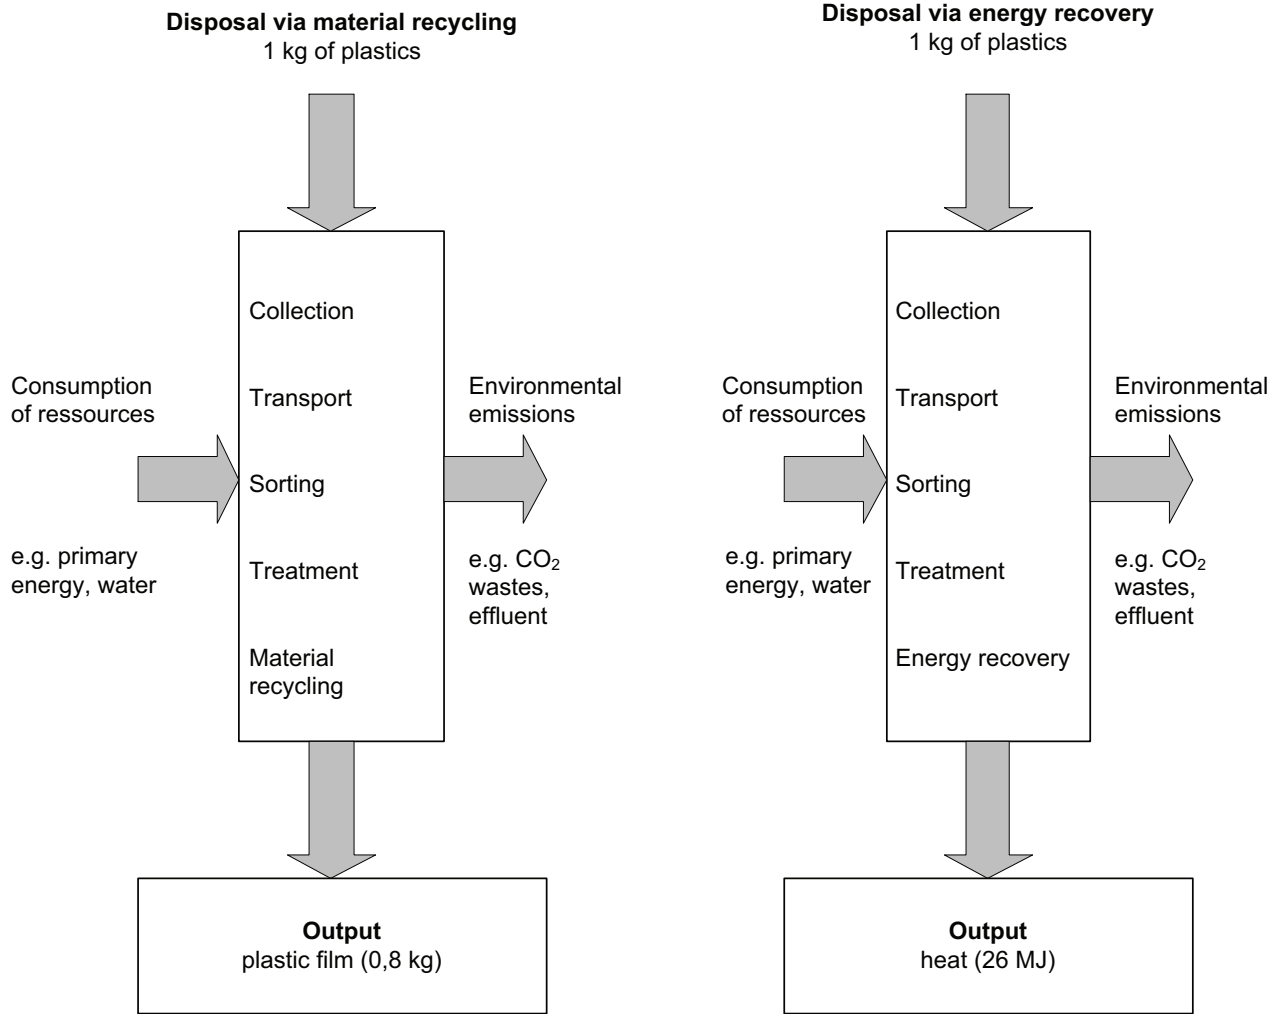 Disposal via material recycling
1 kg of plastics
Collection
Transport
Sorting
Treatment
Material
recycling
Consumption
of ressources
e.g. primary
energy, water
Environmental
emissions
e.g. CO₂
wastes,
effluent
Output
plastic film (0,8 kg)
Disposal via energy recovery
1 kg of plastics
Collection
Transport
Sorting
Treatment
Energy recovery
Consumption
of ressources
e.g. primary
energy, water
Environmental
emissions
e.g. CO₂
wastes,
effluent
Output
heat (26 MJ)